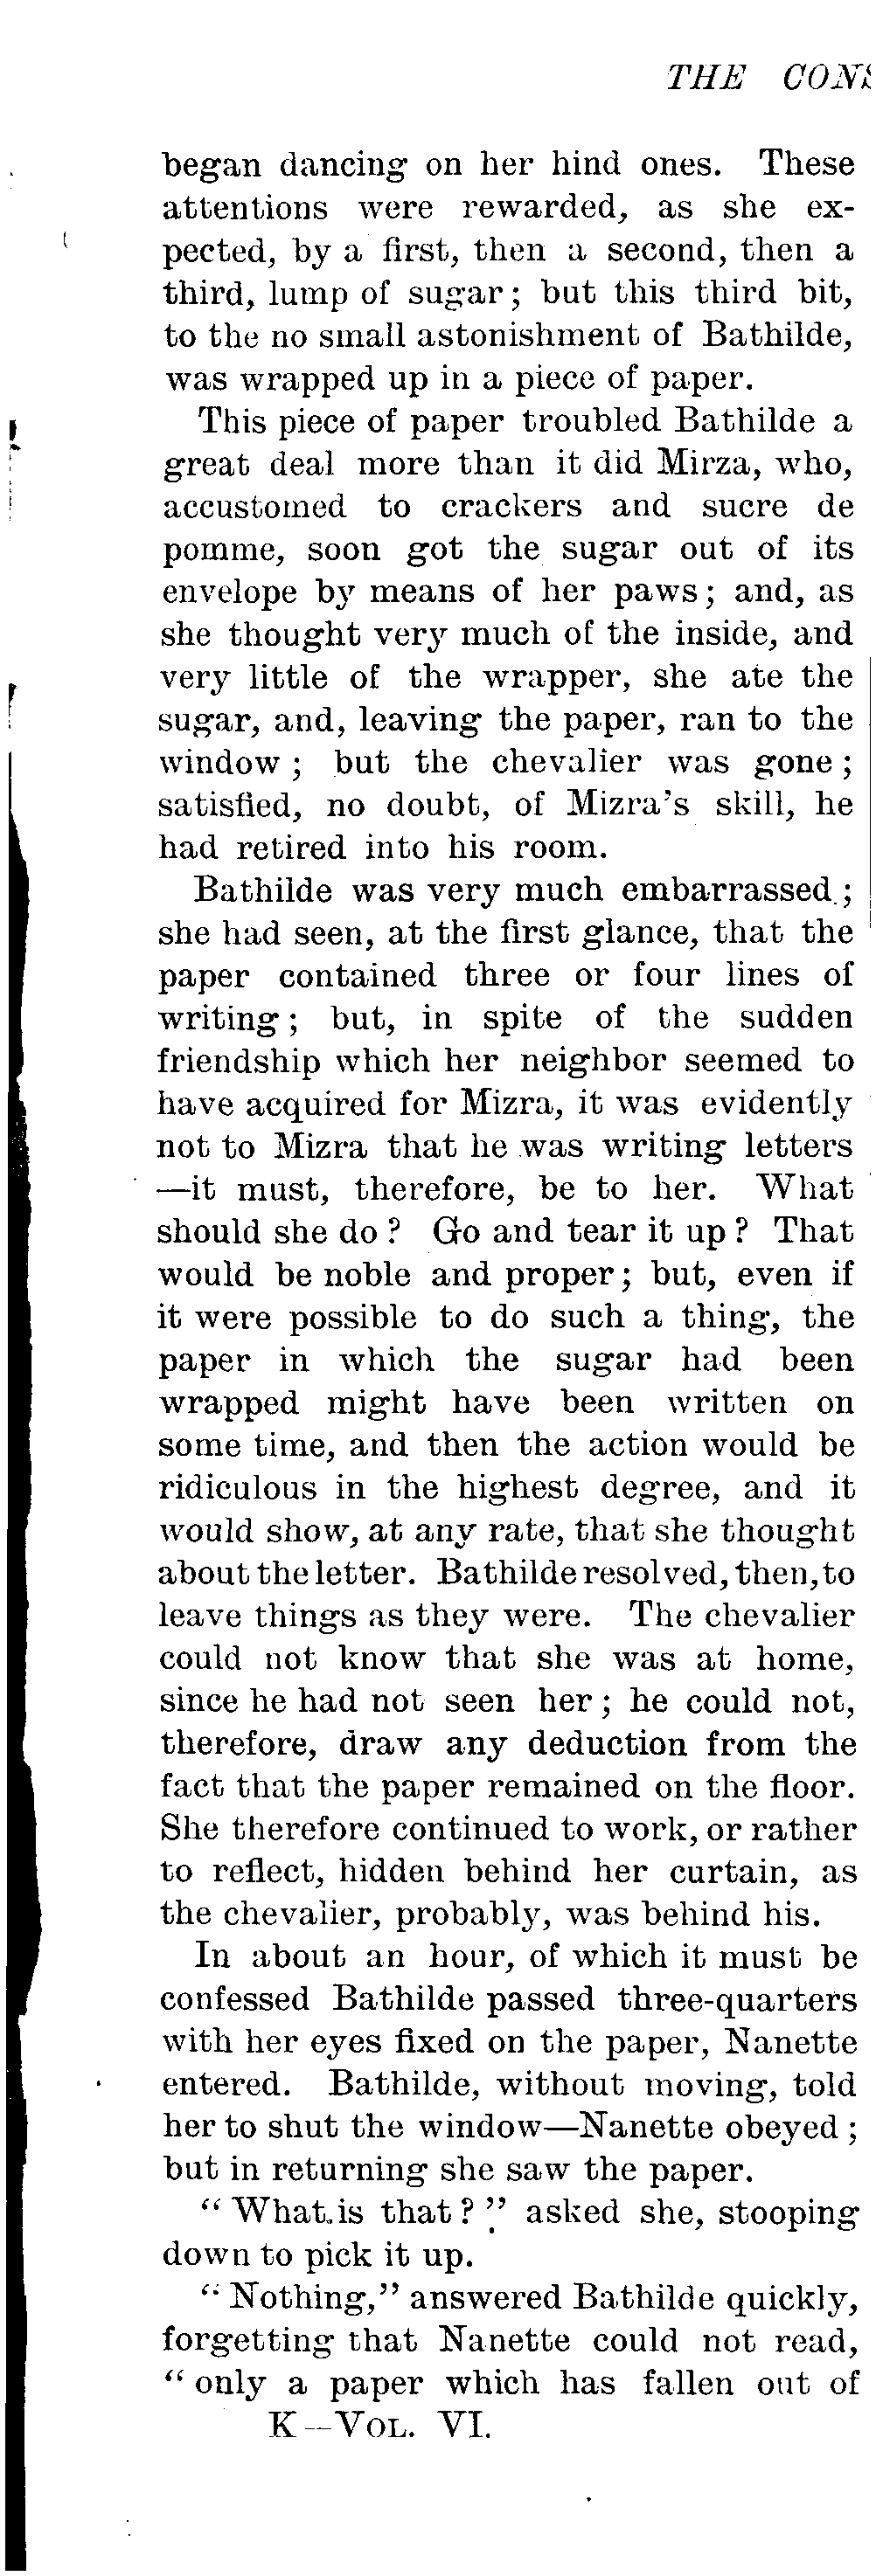 THE CONS
began dancing on her hind ones. These
attentions were rewarded, as she ex-
pected, by a first, then a second, then a
third, lump of sugar; but this third bit,
to the no small astonishment of Bathilde,
was wrapped up in a piece of paper.
This piece of paper troubled Bathilde a
great deal more than it did Mirza, who,
accustomed to crackers and sucre de
pomme, soon got the sugar out of its
envelope by means of her paws; and, as
she thought very much of the inside, and
very little of the wrapper, she ate the
sugar, and, leaving the paper, ran to the
window; but the chevalier was gone;
satisfied, no doubt, of Mizra's skill, he
had retired into his room.
Bathilde was very much embarrassed;
she had seen, at the first glance, that the
paper contained three or four lines of
writing; but, in spite of the sudden
friendship which her neighbor seemed to
have acquired for Mizra, it was evidently
not to Mizra that he was writing letters
—it must, therefore, be to her. What
should she do? Go and tear it up? That
would be noble and proper; but, even if
it were possible to do such a thing, the
paper in which the sugar had been
wrapped might have been written on
some time, and then the action would be
ridiculous in the highest degree, and it
would show, at any rate, that she thought
about the letter. Bathilde resolved, then, to
leave things as they were. The chevalier
could not know that she was at home,
since he had not seen her; he could not,
therefore, draw any deduction from the
fact that the paper remained on the floor.
She therefore continued to work, or rather
to reflect, hidden behind her curtain, as
the chevalier, probably, was behind his.
In about an hour, of which it must be
confessed Bathilde passed three-quarters
with her eyes fixed on the paper, Nanette
entered. Bathilde, without moving, told
her to shut the window—Nanette obeyed;
but in returning she saw the paper.
"What is that?" asked she, stooping
down to pick it up.
"Nothing," answered Bathilde quickly,
forgetting that Nanette could not read,
"only a paper which has fallen out of
K—VOL. VI.